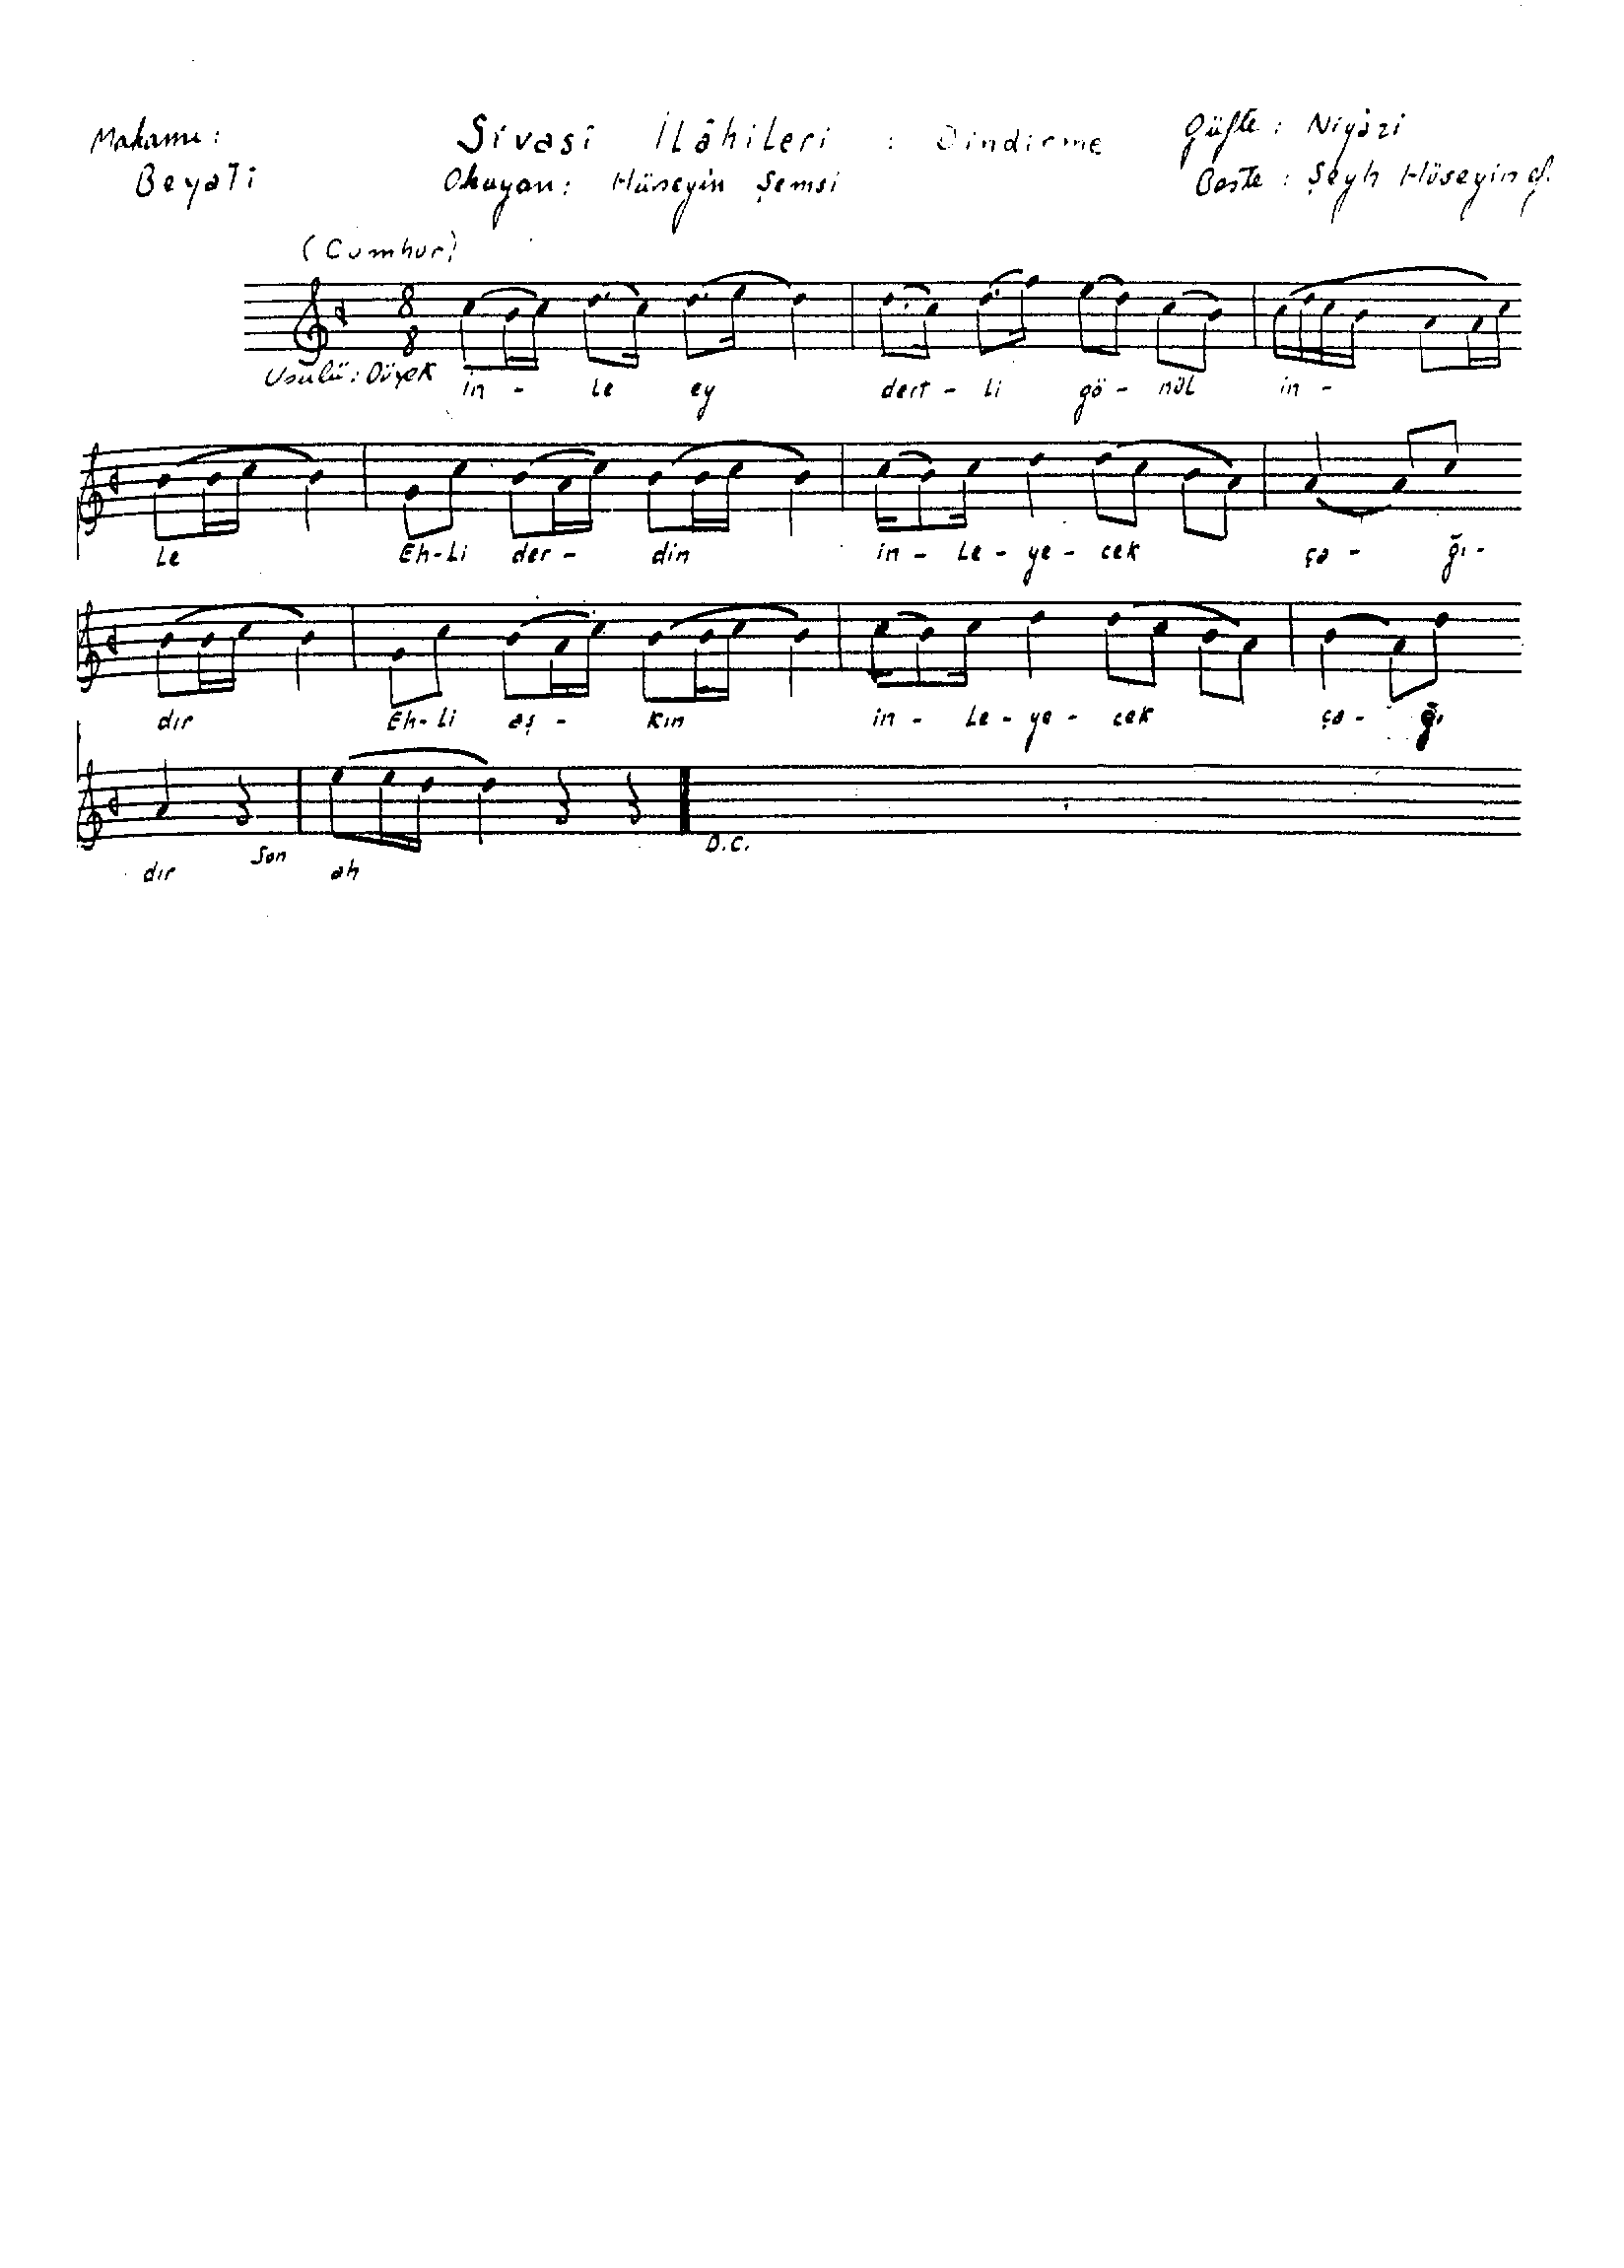 Makamı: Sivasî İlâhileri : Dindirme Güfte : Niyâzi
Beyati Okuyan: Hüseyin Şemsi Beste : Şeyh Hüseyin ef.
(Cumhur)
8
8
Usulü: Düyek in - le ey dert - li gö - nül in -
le Eh-li der - din in - le - ye - cek ça - ğı -
dır Eh-li aş - kın in - le - ye - cek ça - ğı
Son D.C.
dır ah